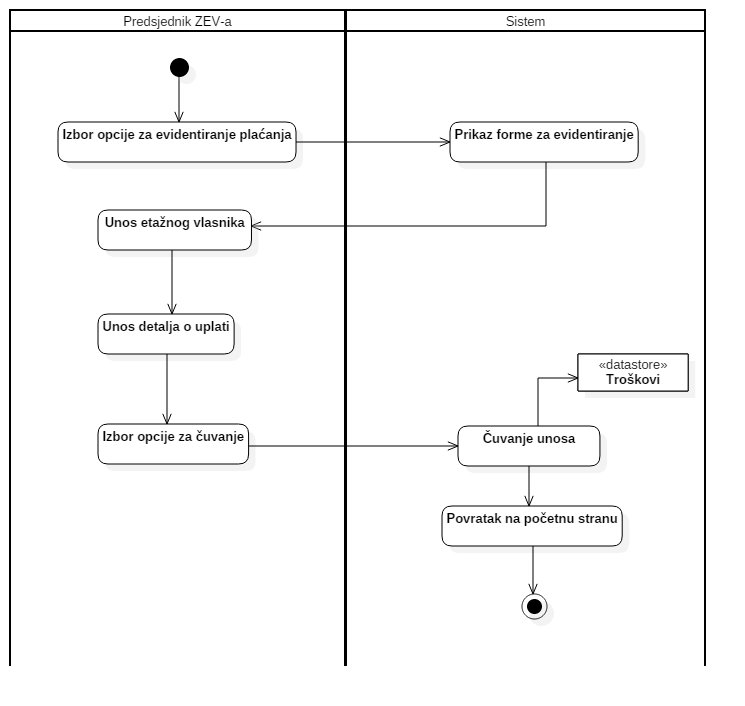 Predsjednik ZEV-a
Sistem
Izbor opcije za evidentiranje plaćanja
Prikaz forme za evidentiranje
Unos etažnog vlasnika
Unos detalja o uplati
«datastore»
Troškovi
Izbor opcije za čuvanje
Čuvanje unosa
Povratak na početnu stranu